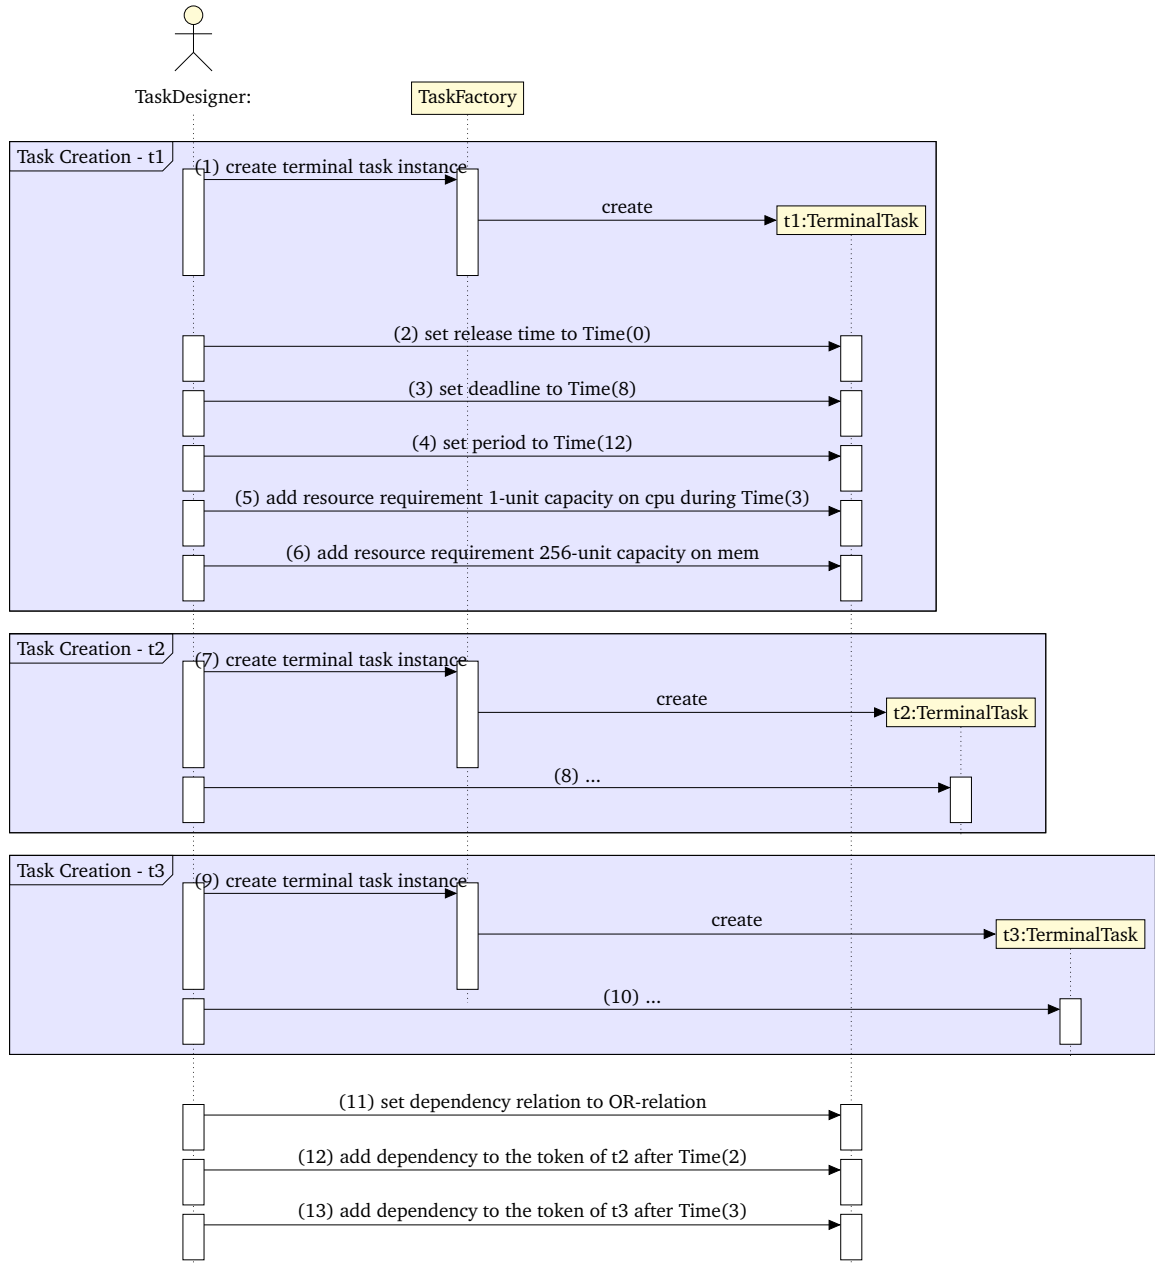 TaskDesigner:
TaskFactory
Task Creation - t1
(1) create terminal task instance
create
t1:TerminalTask
(2) set release time to Time(0)
(3) set deadline to Time(8)
(4) set period to Time(12)
(5) add resource requirement 1-unit capacity on cpu during Time(3)
(6) add resource requirement 256-unit capacity on mem
Task Creation - t2
(7) create terminal task instance
create
t2:TerminalTask
(8) ...
Task Creation - t3
(9) create terminal task instance
create
t3:TerminalTask
(10) ...
(11) set dependency relation to OR-relation
(12) add dependency to the token of t2 after Time(2)
(13) add dependency to the token of t3 after Time(3)